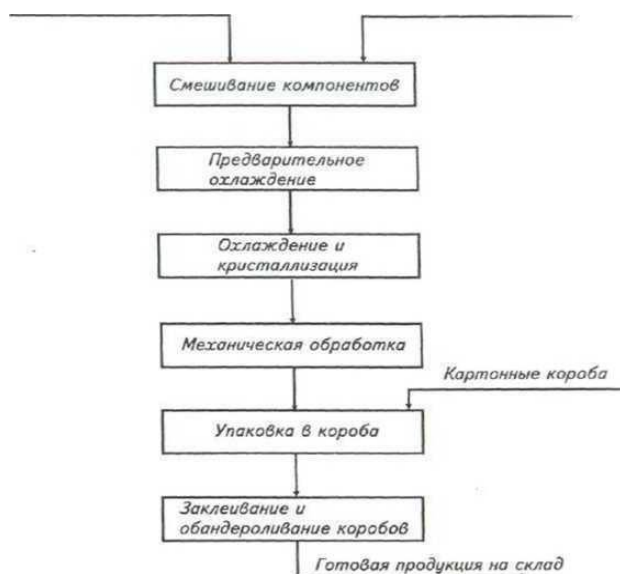 Смешивание компонентов
Предварительное
охлаждение
Охлаждение и
кристаллизация
Механическая обработка
Картонные короба
Упаковка в короба
Заклеивание и
обандероливание коробов
Готовая продукция на склад